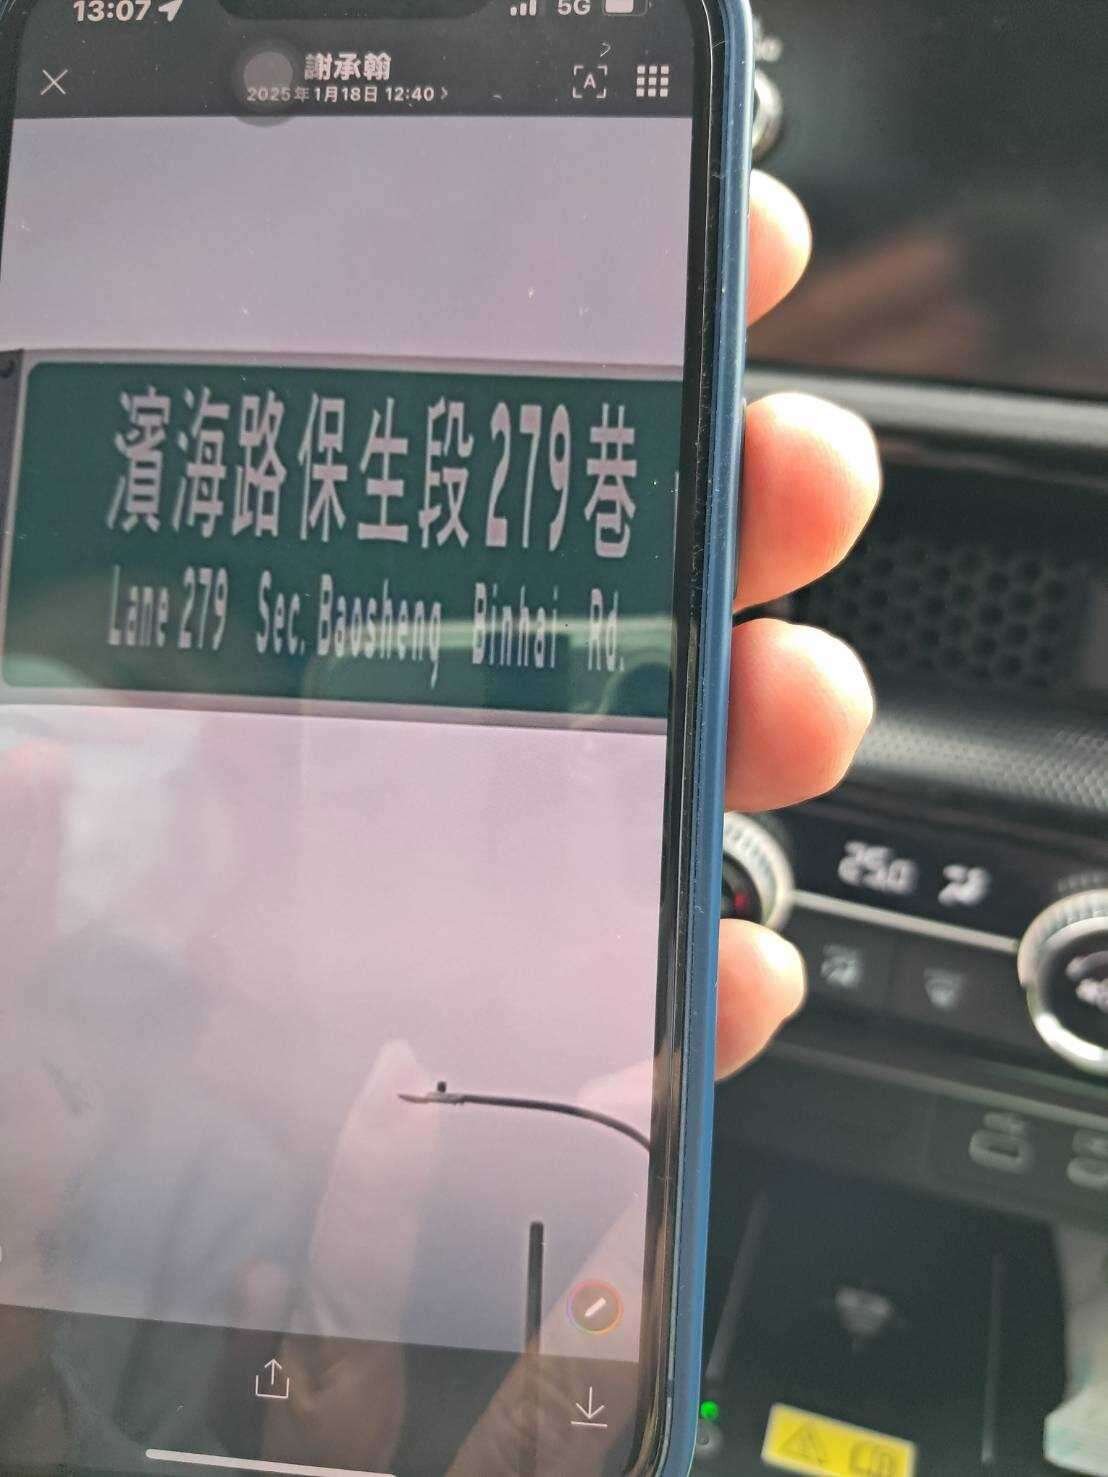 13:07
5G
謝承翰
2025年1月18日 12:40
A
濱海路保生段279巷
Lane 279 Sec. Baosheng Binhai Rd.
25.0